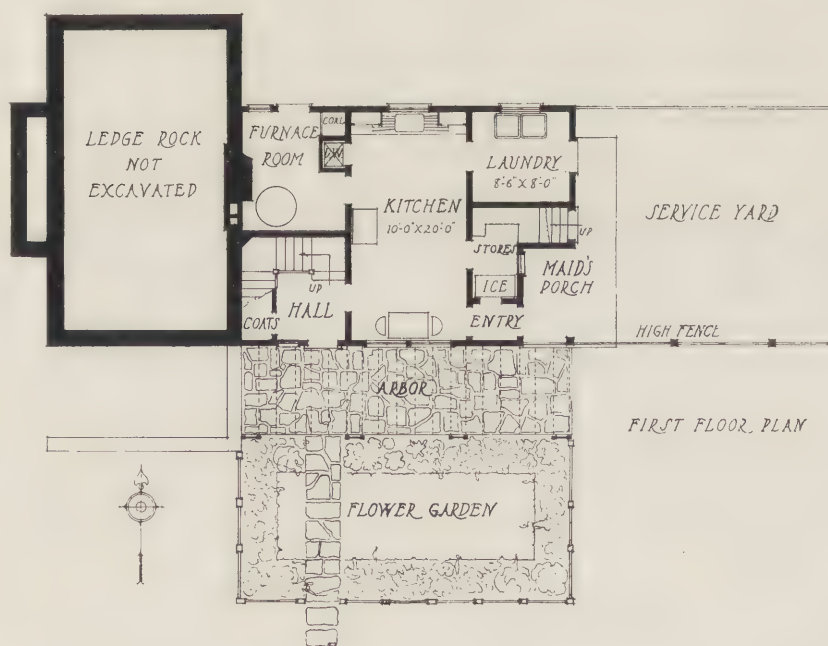 LEDGE ROCK
NOT
EXCAVATED
FURNACE
ROOM
COAL
D.W.
KITCHEN
10'-0" X 20'-0"
LAUNDRY
8'-6" X 8'-0"
STORES
UP
ICE
MAID'S
PORCH
ENTRY
SERVICE YARD
HIGH FENCE
UP
HALL
COATS
ARBOR
FIRST FLOOR PLAN
FLOWER GARDEN